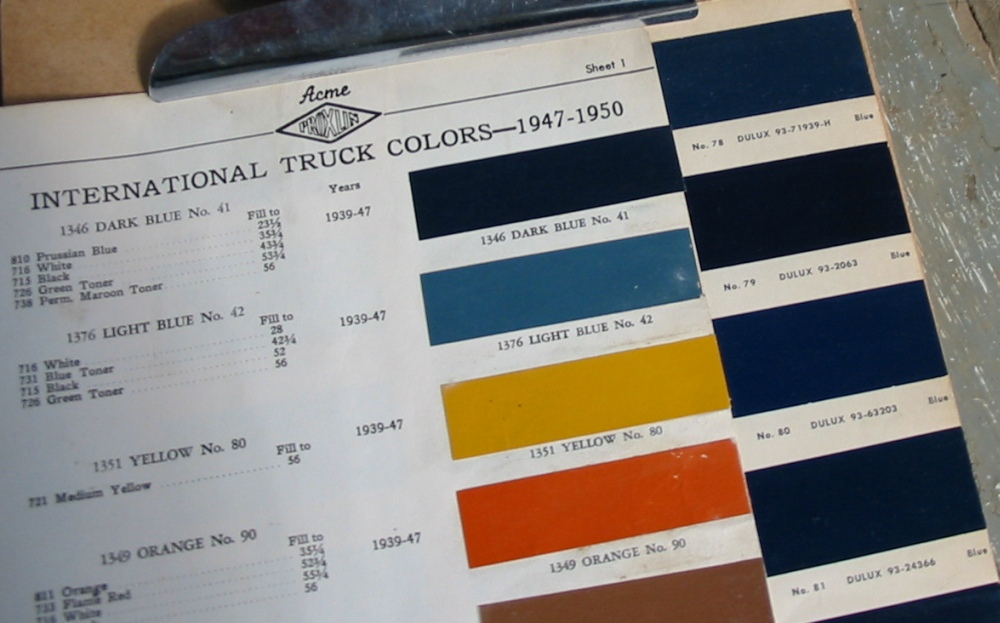 Acme
PROXLIN
Sheet 1
INTERNATIONAL TRUCK COLORS—1947-1950
Years
1346 DARK BLUE No. 41
Fill to
1939-47
810 Prussian Blue 23¼
716 White 35¾
715 Black 43¾
726 Green Toner 53¼
738 Perm. Maroon Toner 56
1376 LIGHT BLUE No. 42
Fill to
1939-47
716 White 28
731 Blue Toner 42¾
715 Black 52
726 Green Toner 56
1351 YELLOW No. 80
Fill to
1939-47
721 Medium Yellow 56
1349 ORANGE No. 90
Fill to
1939-47
811 Orange 35¼
733 Flame Red 52¾
716 White 55¼
56
1346 DARK BLUE No. 41
1376 LIGHT BLUE No. 42
1351 YELLOW No. 80
1349 ORANGE No. 90
No. 78 DULUX 93-71939-H Blue
No. 79 DULUX 93-2063 Blue
No. 80 DULUX 93-63203 Blue
No. 81 DULUX 93-24366 Blue